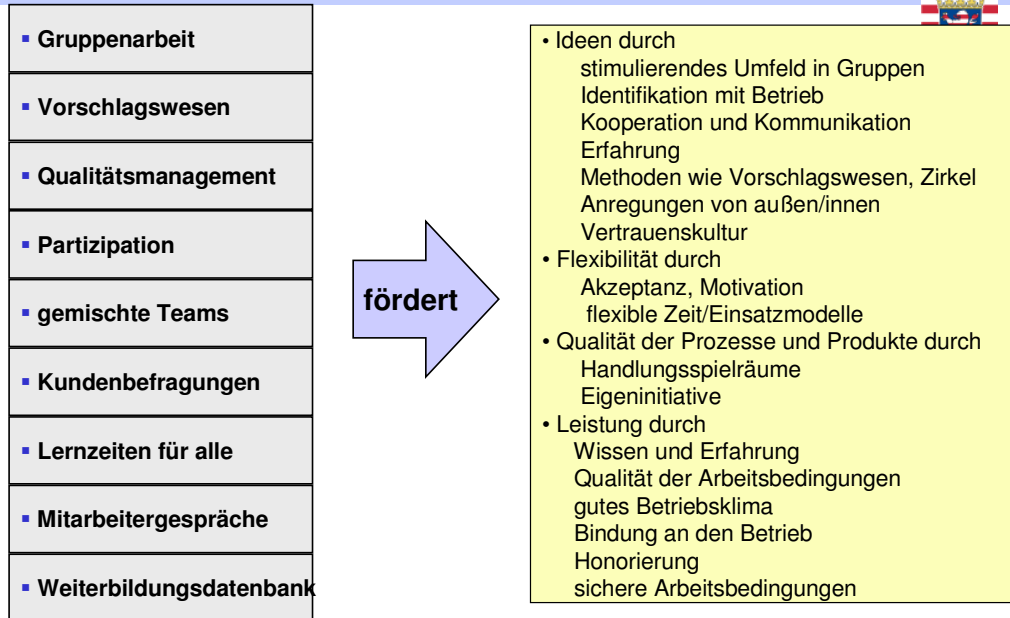 ▪ Gruppenarbeit
▪ Vorschlagswesen
▪ Qualitätsmanagement
▪ Partizipation
▪ gemischte Teams
▪ Kundenbefragungen
▪ Lernzeiten für alle
▪ Mitarbeitergespräche
▪ Weiterbildungsdatenbank
fördert
• Ideen durch
stimulierendes Umfeld in Gruppen
Identifikation mit Betrieb
Kooperation und Kommunikation
Erfahrung
Methoden wie Vorschlagswesen, Zirkel
Anregungen von außen/innen
Vertrauenskultur
• Flexibilität durch
Akzeptanz, Motivation
flexible Zeit/Einsatzmodelle
• Qualität der Prozesse und Produkte durch
Handlungsspielräume
Eigeninitiative
• Leistung durch
Wissen und Erfahrung
Qualität der Arbeitsbedingungen
gutes Betriebsklima
Bindung an den Betrieb
Honorierung
sichere Arbeitsbedingungen